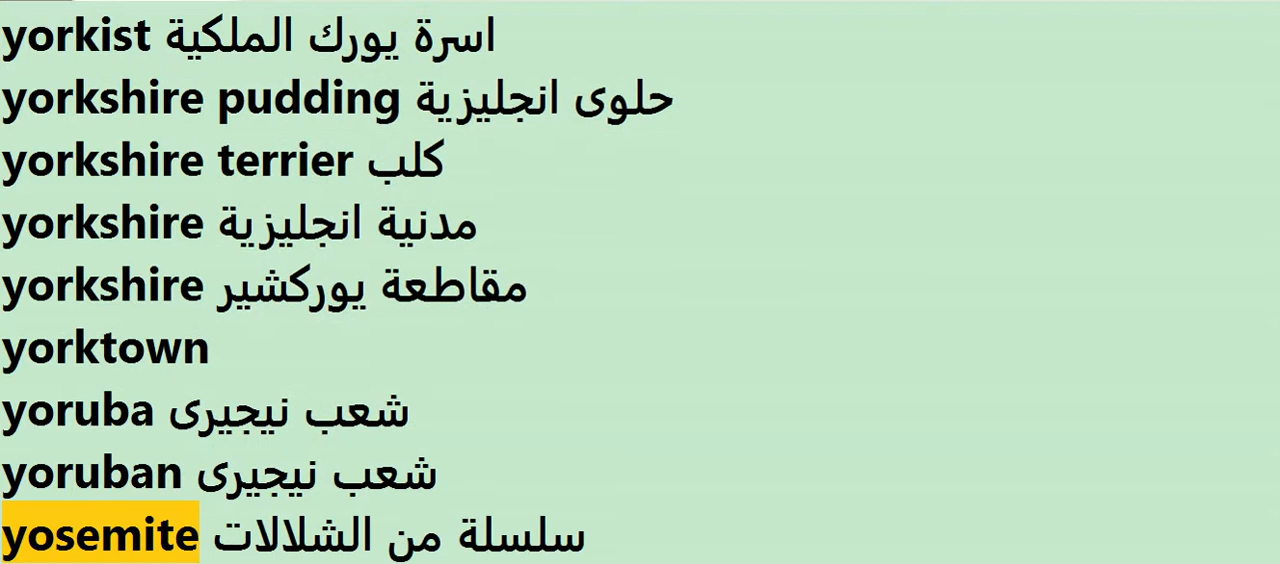 yorkist اسرة يورك الملكية
yorkshire pudding حلوى انجليزية
yorkshire terrier كلب
yorkshire مدنية انجليزية
yorkshire مقاطعة يوركشير
yorktown
yoruba شعب نيجيرى
yoruban شعب نيجيرى
yosemite سلسلة من الشلالات